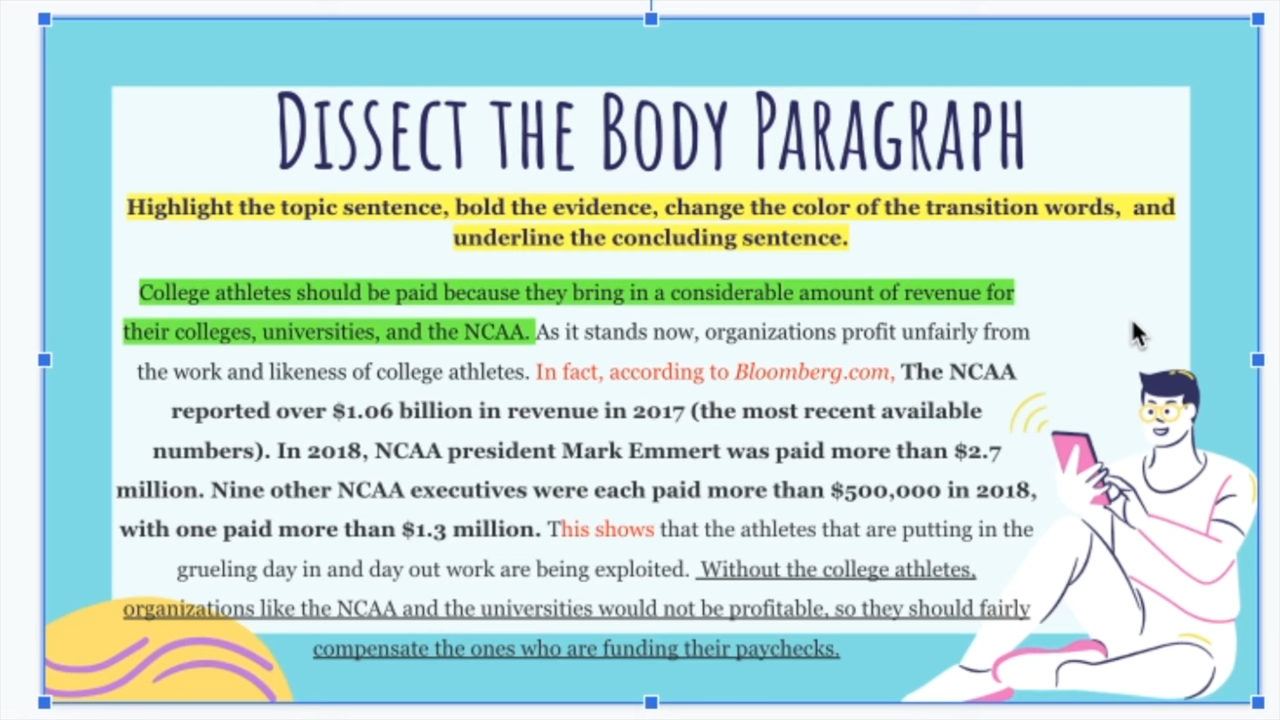 Dissect the Body Paragraph
Highlight the topic sentence, bold the evidence, change the color of the transition words,  and
underline the concluding sentence.
College athletes should be paid because they bring in a considerable amount of revenue for
their colleges, universities, and the NCAA. As it stands now, organizations profit unfairly from
the work and likeness of college athletes. In fact, according to Bloomberg.com, The NCAA
reported over $1.06 billion in revenue in 2017 (the most recent available
numbers). In 2018, NCAA president Mark Emmert was paid more than $2.7
million. Nine other NCAA executives were each paid more than $500,000 in 2018,
with one paid more than $1.3 million. This shows that the athletes that are putting in the
grueling day in and day out work are being exploited.  Without the college athletes,
organizations like the NCAA and the universities would not be profitable, so they should fairly
compensate the ones who are funding their paychecks.